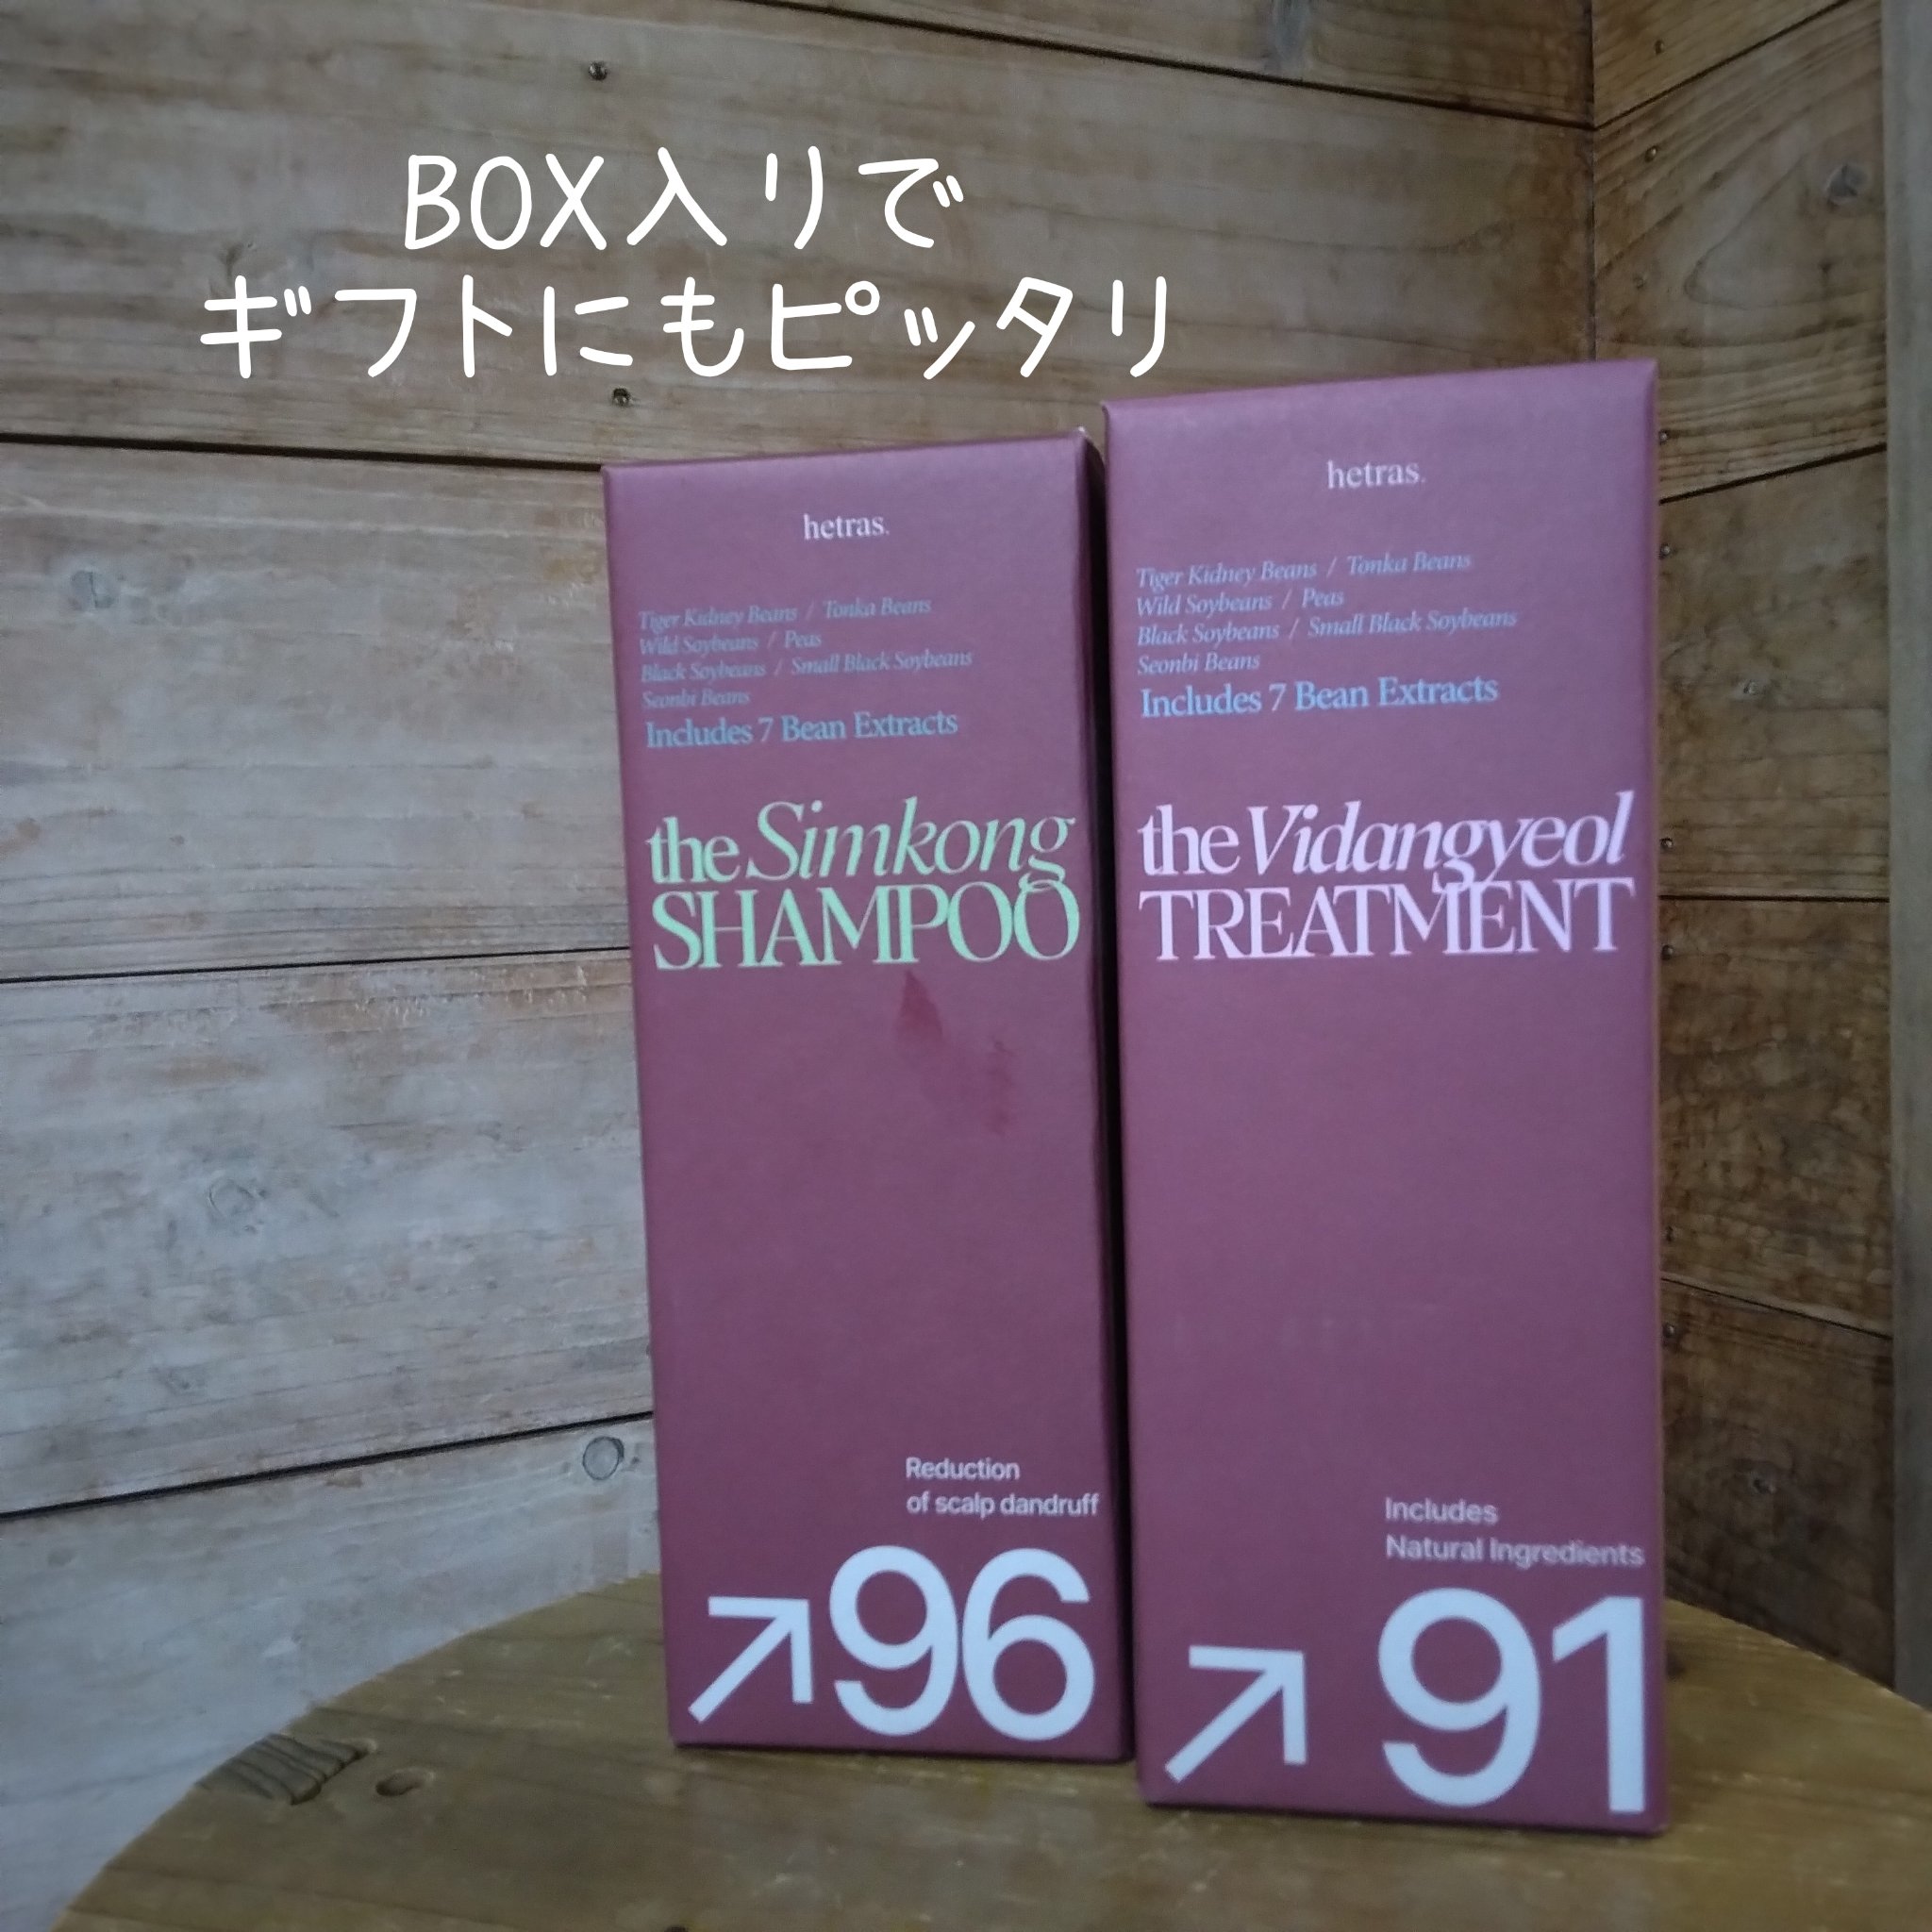 BOX入りで
ギフトにもピッタリ
hetras.
Tiger Kidney Beans / Tonka Beans
Wild Soybeans / Peas
Black Soybeans / Small Black Soybeans
Seonbi Beans
Includes 7 Bean Extracts
the Simkong
SHAMPOO
Reduction
of scalp dandruff
↗96
hetras.
Tiger Kidney Beans / Tonka Beans
Wild Soybeans / Peas
Black Soybeans / Small Black Soybeans
Seonbi Beans
Includes 7 Bean Extracts
the Vidangyeol
TREATMENT
Includes
Natural Ingredients
↗91